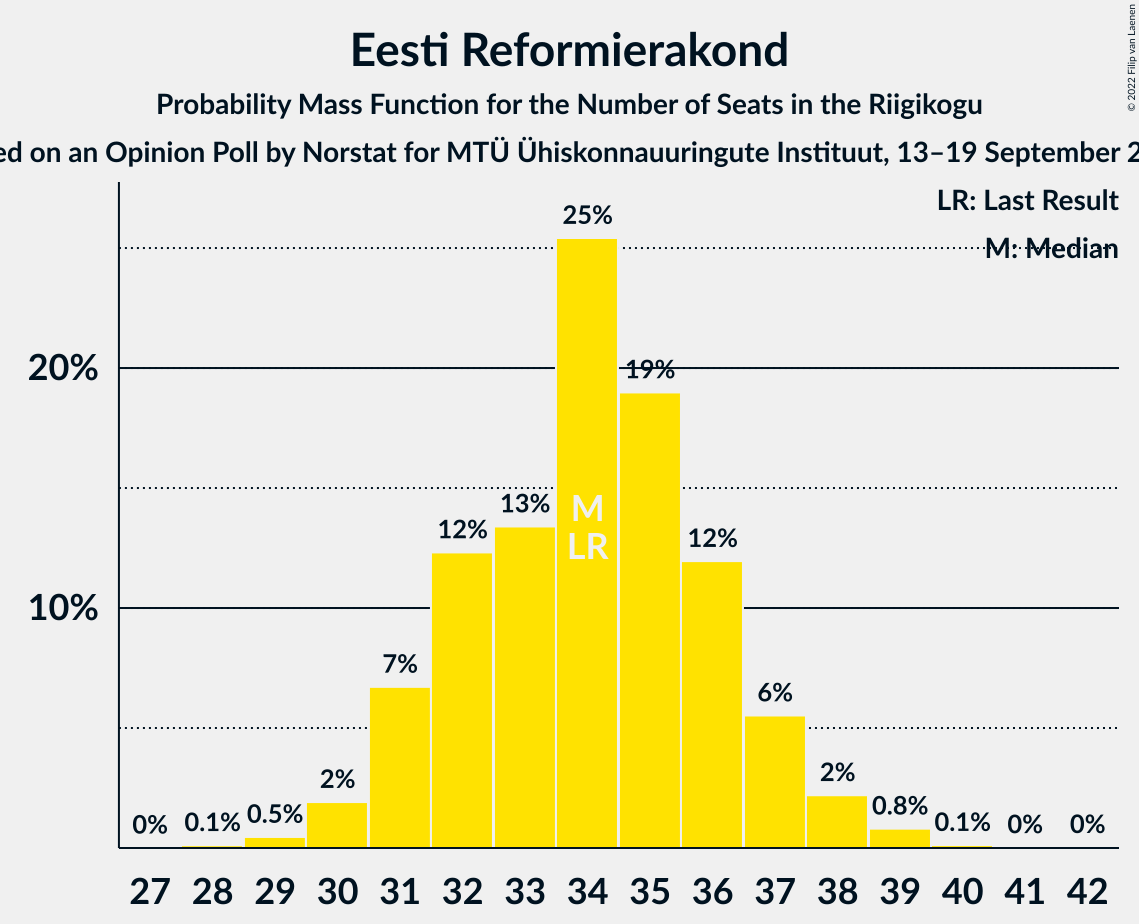 Eesti Reformierakond
Probability Mass Function for the Number of Seats in the Riigikogu
ed on an Opinion Poll by Norstat for MTÜ Ühiskonnauuringute Instituut, 13–19 September 2
© 2022 Filip van Laenen
LR: Last Result
M: Median
25%
20%
19%
13%
12%
12%
10%
7%
6%
2%
2%
0%
0.1%
0.5%
0.8%
0.1%
0%
0%
M
LR
27 28 29 30 31 32 33 34 35 36 37 38 39 40 41 42